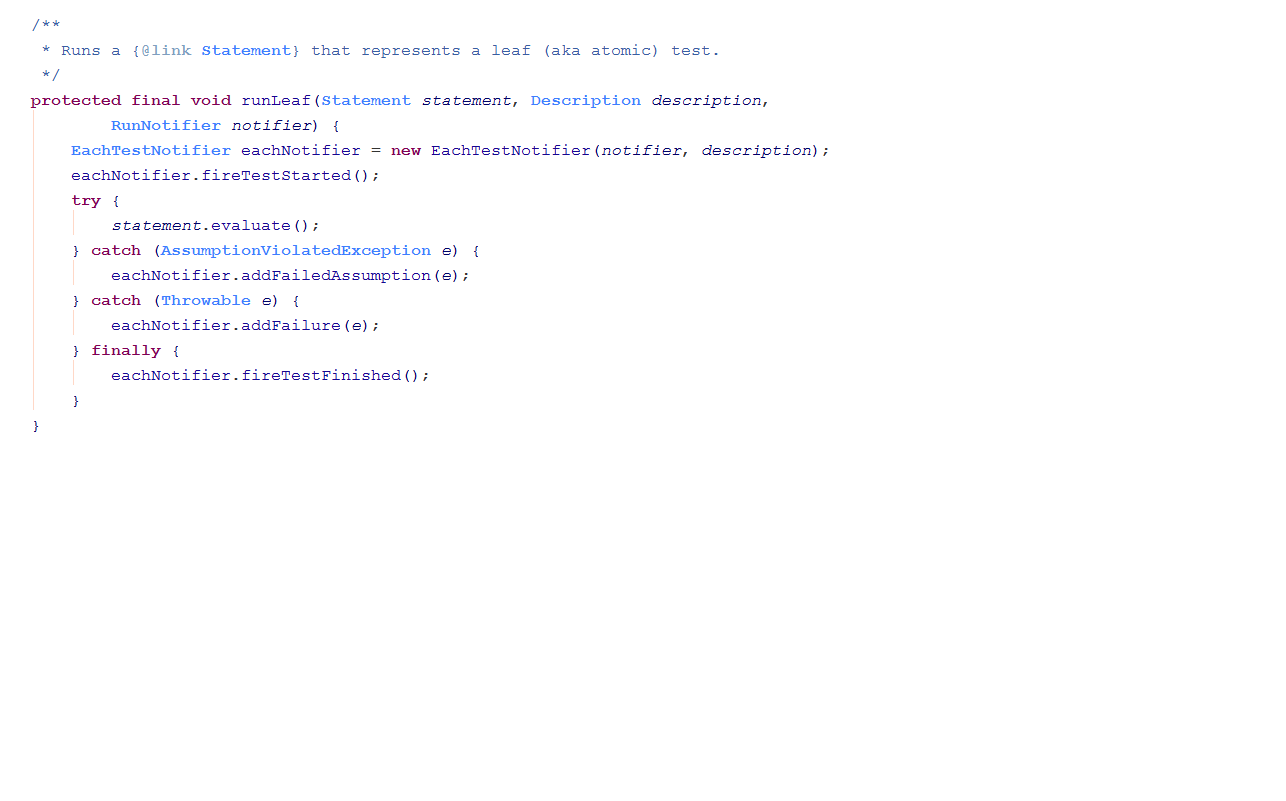 /**
 * Runs a {@link Statement} that represents a leaf (aka atomic) test.
 */
protected final void runLeaf(Statement statement, Description description,
        RunNotifier notifier) {
    EachTestNotifier eachNotifier = new EachTestNotifier(notifier, description);
    eachNotifier.fireTestStarted();
    try {
        statement.evaluate();
    } catch (AssumptionViolatedException e) {
        eachNotifier.addFailedAssumption(e);
    } catch (Throwable e) {
        eachNotifier.addFailure(e);
    } finally {
        eachNotifier.fireTestFinished();
    }
}